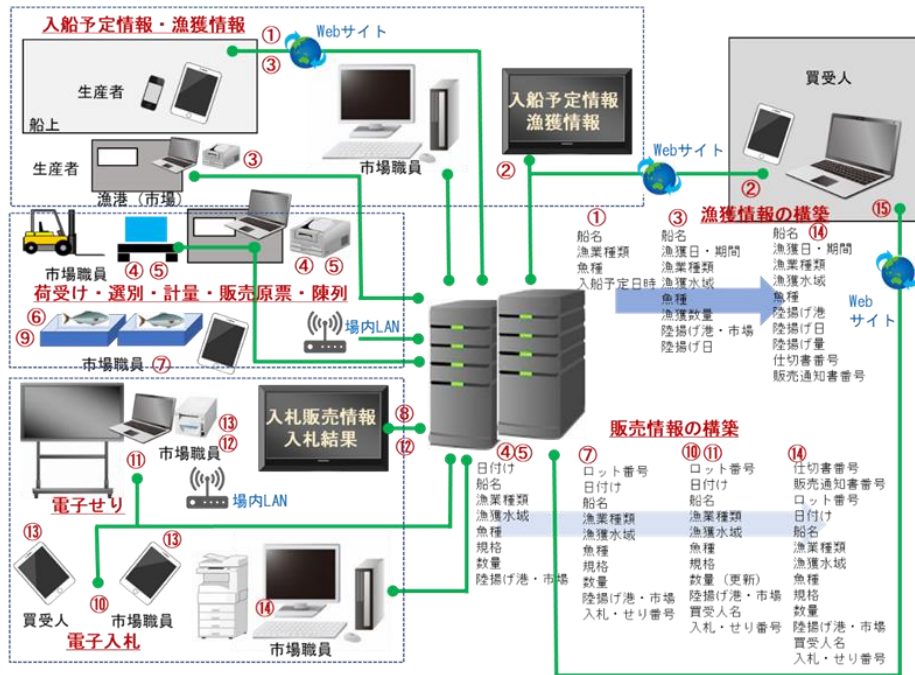 入船予定情報・漁獲情報
①
③
Webサイト
生産者
船上
生産者
漁港（市場）
③
市場職員
入船予定情報
漁獲情報
②
Webサイト
②
買受人
⑮
Webサイト
漁獲情報の構築
①
船名
漁業種類
魚種
入船予定日時
③
船名
漁獲日・期間
漁業種類
漁獲水域
魚種
漁獲数量
陸揚げ港・市場
陸揚げ日
⑭
船名
漁獲日・期間
漁業種類
漁獲水域
魚種
陸揚げ港
陸揚げ日
陸揚げ量
仕切書番号
販売通知書番号
市場職員
④⑤
④⑤
荷受け・選別・計量・販売原票・陳列
⑥
⑨
市場職員⑦
場内LAN
入札販売情報
入札結果
⑧
⑫
⑬
市場職員
⑫
⑪
電子せり
場内LAN
⑬
⑬
⑩
買受人
市場職員
電子入札
⑭
市場職員
販売情報の構築
④⑤
日付け
船名
漁業種類
漁獲水域
魚種
規格
数量
陸揚げ港・市場
⑦
ロット番号
日付け
船名
漁業種類
漁獲水域
魚種
規格
数量
陸揚げ港・市場
入札・せり番号
⑩⑪
ロット番号
日付け
船名
漁業種類
漁獲水域
魚種
規格
数量（更新）
陸揚げ港・市場
買受人名
入札・せり番号
⑭
仕切書番号
販売通知書番号
ロット番号
日付け
船名
漁業種類
漁獲水域
魚種
規格
数量
陸揚げ港・市場
買受人名
入札・せり番号